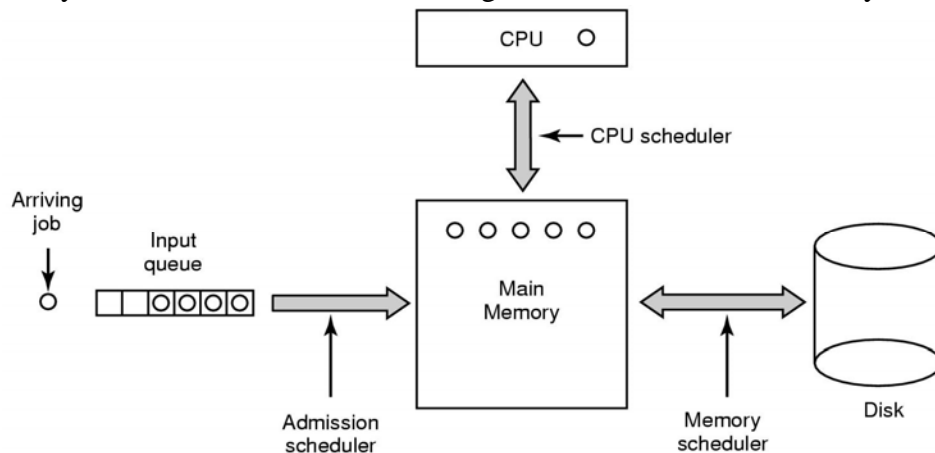 CPU
CPU scheduler
Arriving
job
Input
queue
Main
Memory
Admission
scheduler
Memory
scheduler
Disk